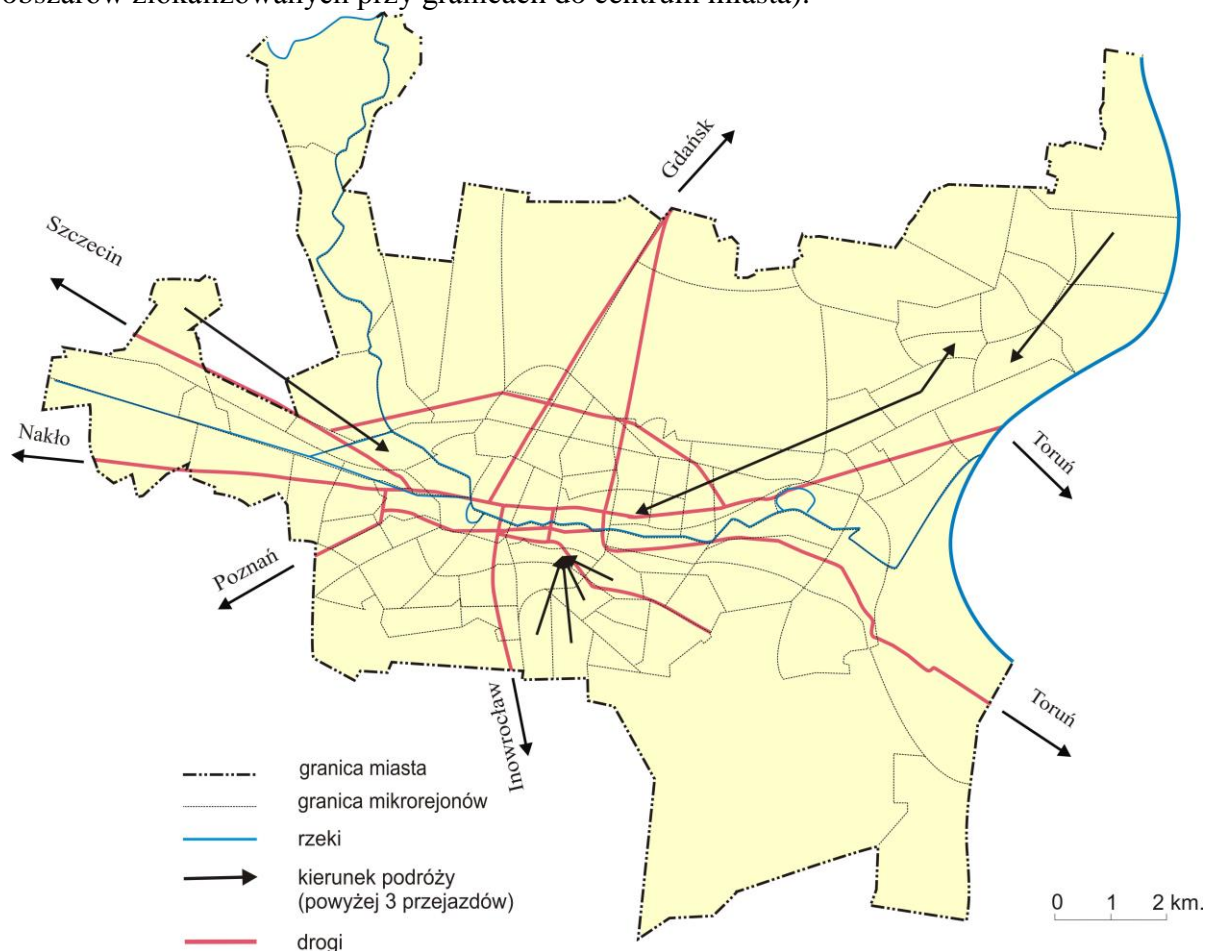 obszarów zlokalizowanych przy granicach do centrum miasta).
Gdańsk
Szczecin
Nakło
Toruń
Poznań
Inowrocław
Toruń
granica miasta
granica mikrorejonów
rzeki
kierunek podróży
(powyżej 3 przejazdów)
drogi
0 1 2 km.